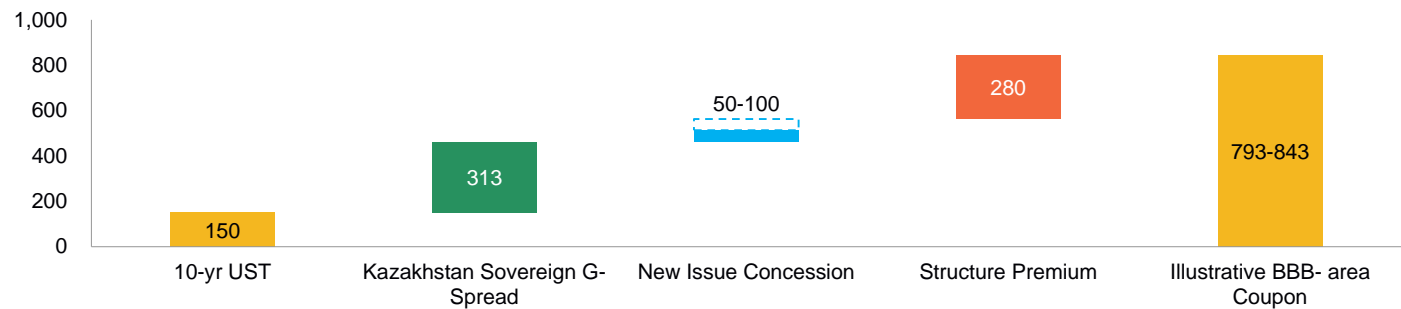 1,000
800
600
400
200
0
150
313
50-100
280
793-843
10-yr UST
Kazakhstan Sovereign G-
Spread
New Issue Concession
Structure Premium
Illustrative BBB- area
Coupon